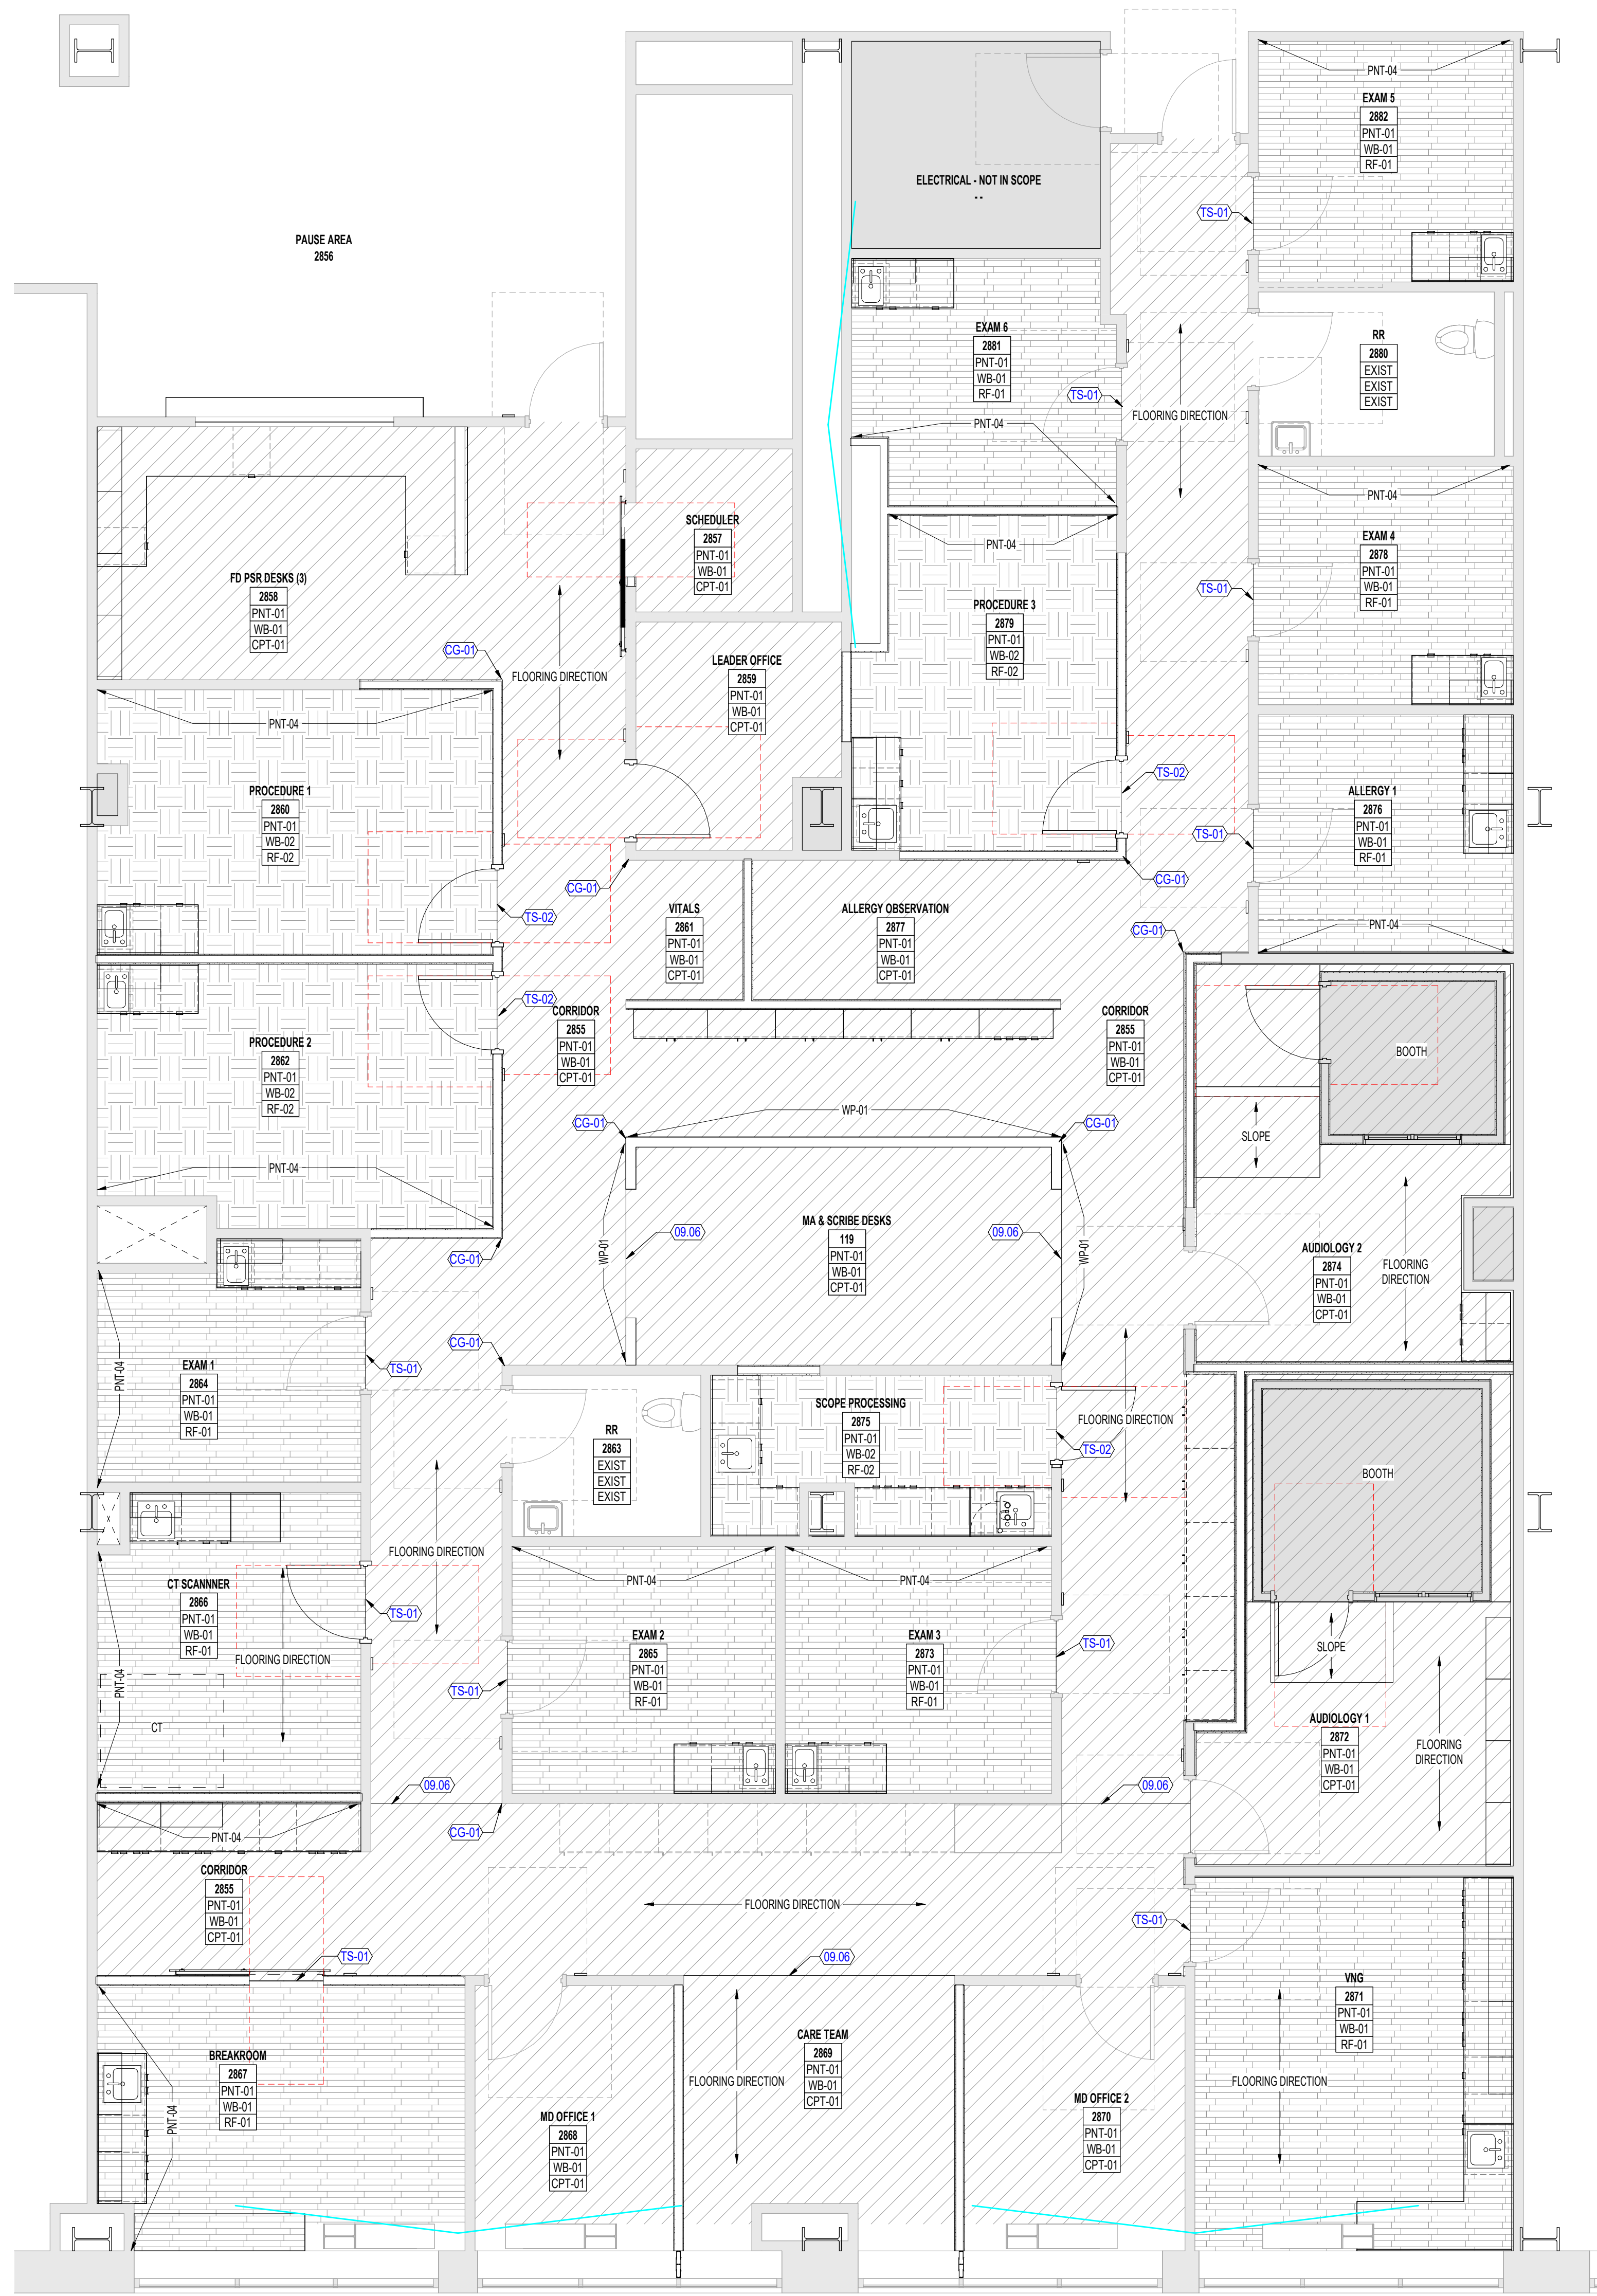 PNT-04
EXAM 5
2882
PNT-01
WB-01
RF-01
ELECTRICAL - NOT IN SCOPE
- -
TS-01
PAUSE AREA
2856
EXAM 6
2881
PNT-01
WB-01
RF-01
RR
2880
EXIST
EXIST
EXIST
TS-01
FLOORING DIRECTION
PNT-04
PNT-04
SCHEDULER
2857
PNT-01
WB-01
CPT-01
PNT-04
EXAM 4
2878
PNT-01
WB-01
RF-01
TS-01
FD PSR DESKS (3)
2858
PNT-01
WB-01
CPT-01
PROCEDURE 3
2879
PNT-01
WB-02
RF-02
CG-01
FLOORING DIRECTION
LEADER OFFICE
2859
PNT-01
WB-01
CPT-01
PNT-04
TS-02
PROCEDURE 1
2860
PNT-01
WB-02
RF-02
ALLERGY 1
2876
PNT-01
WB-01
RF-01
TS-01
CG-01
CG-01
TS-02
VITALS
2861
PNT-01
WB-01
CPT-01
ALLERGY OBSERVATION
2877
PNT-01
WB-01
CPT-01
PNT-04
CG-01
TS-02
CORRIDOR
2855
PNT-01
WB-01
CPT-01
CORRIDOR
2855
PNT-01
WB-01
CPT-01
PROCEDURE 2
2862
PNT-01
WB-02
RF-02
BOOTH
WP-01
CG-01
CG-01
SLOPE
PNT-04
MA & SCRIBE DESKS
119
PNT-01
WB-01
CPT-01
09.06
09.06
WP-01
WP-01
CG-01
AUDIOLOGY 2
2874
PNT-01
WB-01
CPT-01
FLOORING
DIRECTION
CG-01
EXAM 1
2864
PNT-01
WB-01
RF-01
TS-01
PNT-04
SCOPE PROCESSING
2875
PNT-01
WB-02
RF-02
FLOORING DIRECTION
TS-02
RR
2863
EXIST
EXIST
EXIST
BOOTH
FLOORING DIRECTION
PNT-04
PNT-04
CT SCANNNER
2866
PNT-01
WB-01
RF-01
TS-01
FLOORING DIRECTION
PNT-04
CT
EXAM 2
2865
PNT-01
WB-01
RF-01
TS-01
EXAM 3
2873
PNT-01
WB-01
RF-01
TS-01
SLOPE
AUDIOLOGY 1
2872
PNT-01
WB-01
CPT-01
FLOORING
DIRECTION
09.06
09.06
CG-01
PNT-04
CORRIDOR
2855
PNT-01
WB-01
CPT-01
FLOORING DIRECTION
TS-01
TS-01
09.06
BREAKROOM
2867
PNT-01
WB-01
RF-01
PNT-04
MD OFFICE 1
2868
PNT-01
WB-01
CPT-01
CARE TEAM
2869
PNT-01
WB-01
CPT-01
FLOORING DIRECTION
MD OFFICE 2
2870
PNT-01
WB-01
CPT-01
VNG
2871
PNT-01
WB-01
RF-01
FLOORING DIRECTION